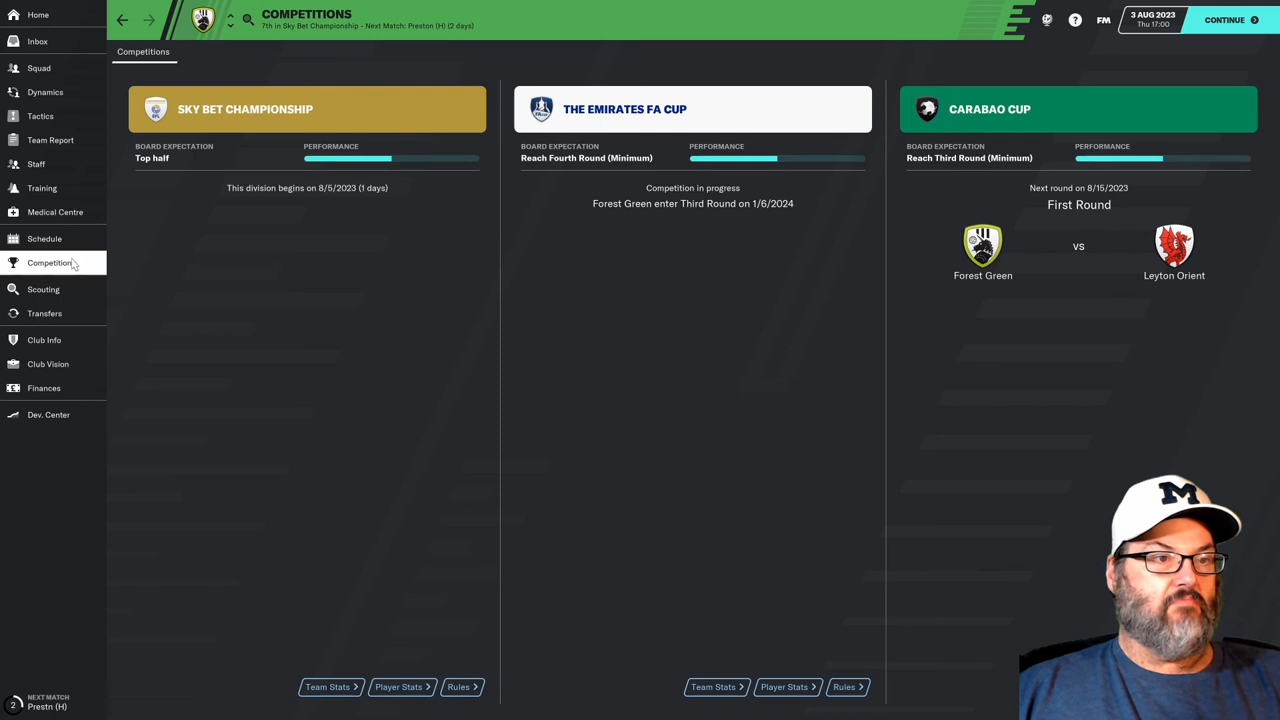 Home
Inbox
Squad
Dynamics
Tactics
Team Report
Staff
Training
Medical Centre
Schedule
Competition
Scouting
Transfers
Club Info
Club Vision
Finances
Dev. Center
2
NEXT MATCH
Prestn (H)
COMPETITIONS
7th in Sky Bet Championship - Next Match: Preston (H) (2 days)
?
FM
3 AUG 2023
Thu 17:00
CONTINUE
Competitions
SKY BET CHAMPIONSHIP
BOARD EXPECTATION
Top half
PERFORMANCE
This division begins on 8/5/2023 (1 days)
Team Stats
Player Stats
Rules
THE EMIRATES FA CUP
BOARD EXPECTATION
Reach Fourth Round (Minimum)
PERFORMANCE
Competition in progress
Forest Green enter Third Round on 1/6/2024
Team Stats
Player Stats
Rules
CARABAO CUP
BOARD EXPECTATION
Reach Third Round (Minimum)
PERFORMANCE
Next round on 8/15/2023
First Round
Forest Green
vs
Leyton Orient
M